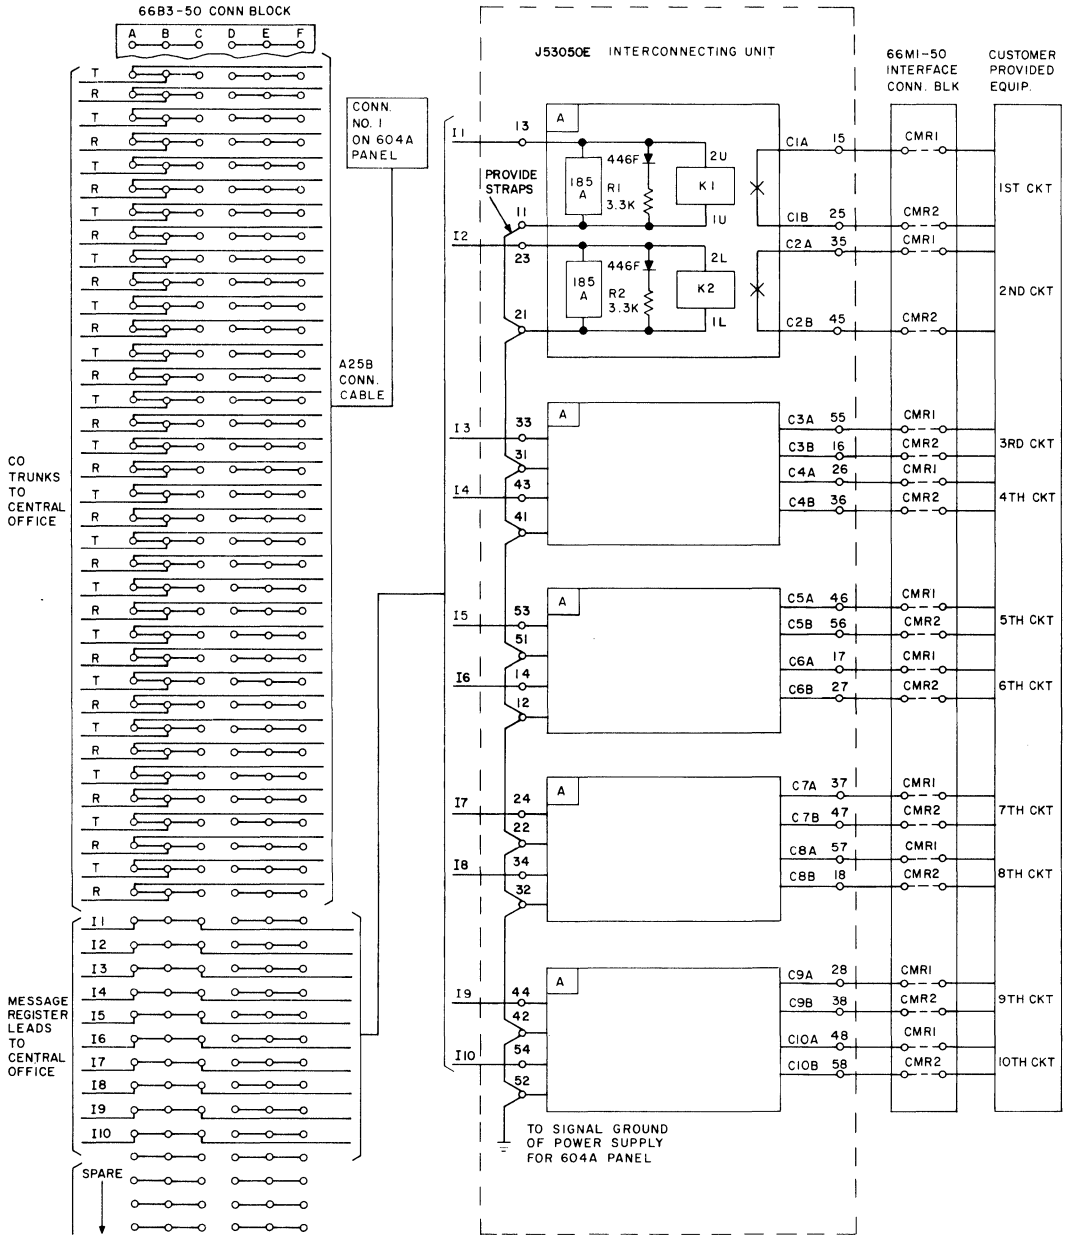 66B3-50 CONN BLOCK
A B C D E F
T
R
T
R
T
R
T
R
T
R
T
R
T
R
T
R
T
R
T
R
T
R
T
R
T
R
T
R
T
R
T
R
T
R
T
R
CO
TRUNKS
TO
CENTRAL
OFFICE
I1
I2
I3
I4
I5
I6
I7
I8
I9
I10
MESSAGE
REGISTER
LEADS
TO
CENTRAL
OFFICE
SPARE
CONN.
NO. 1
ON 604A
PANEL
A25B
CONN.
CABLE
J53050E INTERCONNECTING UNIT
PROVIDE
STRAPS
I1 13
11
I2
23
21
A
185
A
446F
R1
3.3K
2U
K1
1U
C1A 15
C1B 25
185
A
446F
R2
3.3K
2L
K2
1L
C2A 35
C2B 45
I3 33
31
I4 43
41
A
C3A 55
C3B 16
C4A 26
C4B 36
I5 53
51
I6 14
12
A
C5A 46
C5B 56
C6A 17
C6B 27
I7 24
22
I8 34
32
A
C7A 37
C7B 47
C8A 57
C8B 18
I9 44
42
I10 54
52
A
C9A 28
C9B 38
C10A 48
C10B 58
TO SIGNAL GROUND
OF POWER SUPPLY
FOR 604A PANEL
66M1-50
INTERFACE
CONN. BLK
CMR1
CMR2
CMR1
CMR2
CMR1
CMR2
CMR1
CMR2
CMR1
CMR2
CMR1
CMR2
CMR1
CMR2
CMR1
CMR2
CMR1
CMR2
CMR1
CMR2
CUSTOMER
PROVIDED
EQUIP.
1ST CKT
2ND CKT
3RD CKT
4TH CKT
5TH CKT
6TH CKT
7TH CKT
8TH CKT
9TH CKT
10TH CKT